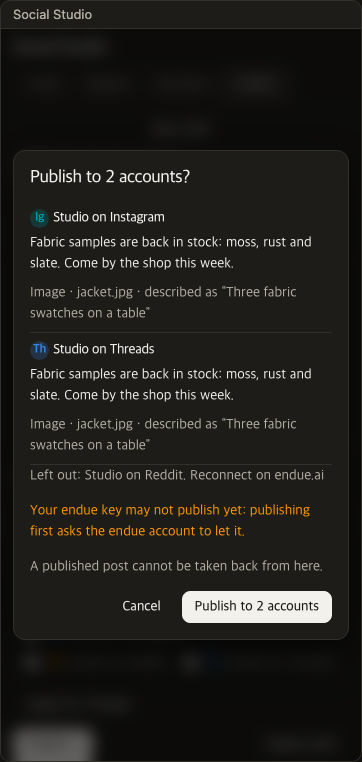 Social Studio
Publish to 2 accounts?
Ig Studio on Instagram
Fabric samples are back in stock: moss, rust and
slate. Come by the shop this week.
Image · jacket.jpg · described as "Three fabric
swatches on a table"
Th Studio on Threads
Fabric samples are back in stock: moss, rust and
slate. Come by the shop this week.
Image · jacket.jpg · described as "Three fabric
swatches on a table"
Left out: Studio on Reddit. Reconnect on endue.ai
Your endue key may not publish yet: publishing
first asks the endue account to let it.
A published post cannot be taken back from here.
Cancel
Publish to 2 accounts